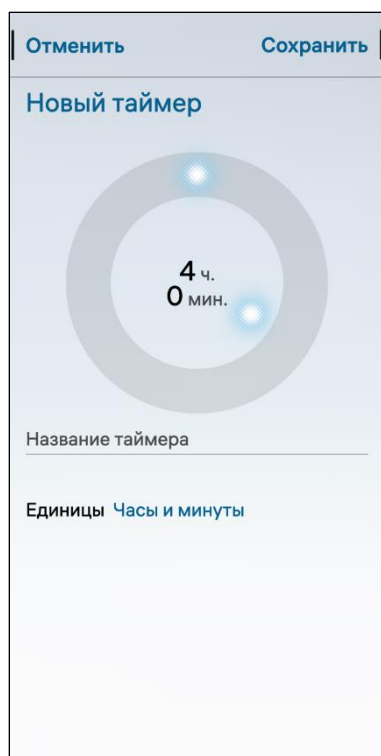 Отменить Сохранить
Новый таймер
4 ч.
0 мин.
Название таймера
Единицы Часы и минуты